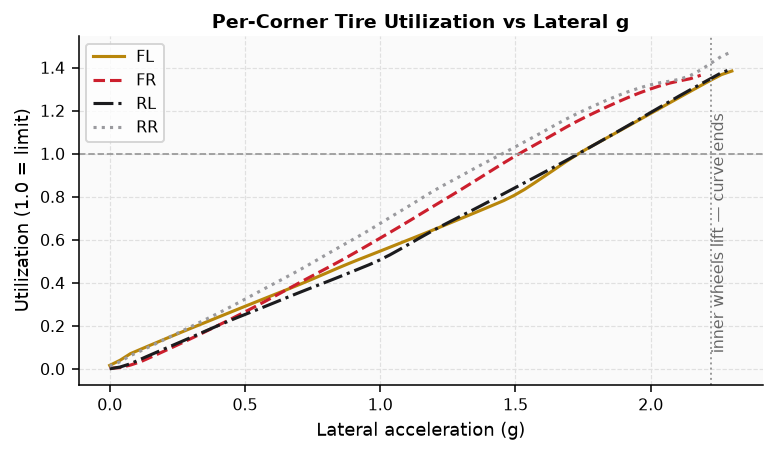 Per-Corner Tire Utilization vs Lateral g
FL
FR
RL
RR
Utilization (1.0 = limit)
1.4
1.2
1.0
0.8
0.6
0.4
0.2
0.0
inner wheels lift — curve ends
0.0 0.5 1.0 1.5 2.0
Lateral acceleration (g)